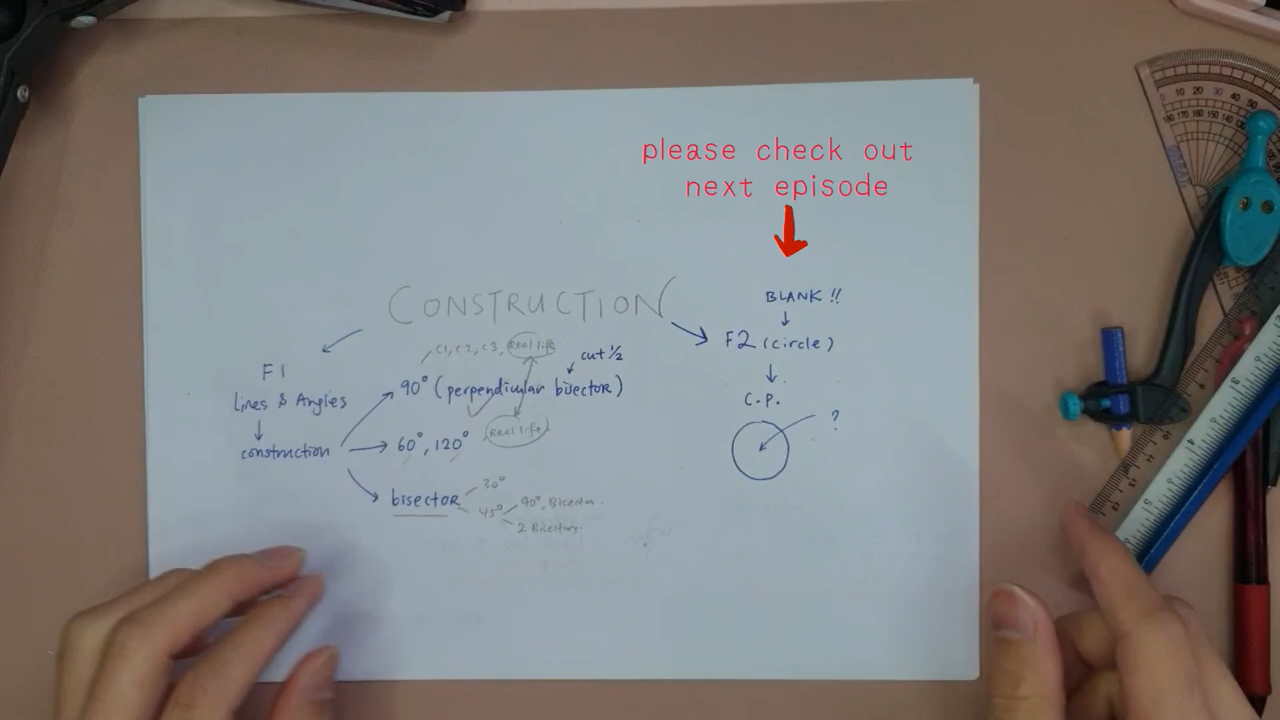 please check out
next episode
CONSTRUCTION
F1
Lines & Angles
construction
C1, C2, C3, Real life
cut 1/2
90° (perpendicular bisector)
Real life
60°, 120°
bisector
30°
45°
90°, Bisector.
2 Bisectors.
BLANK !!
F2 (circle)
C.P.
?